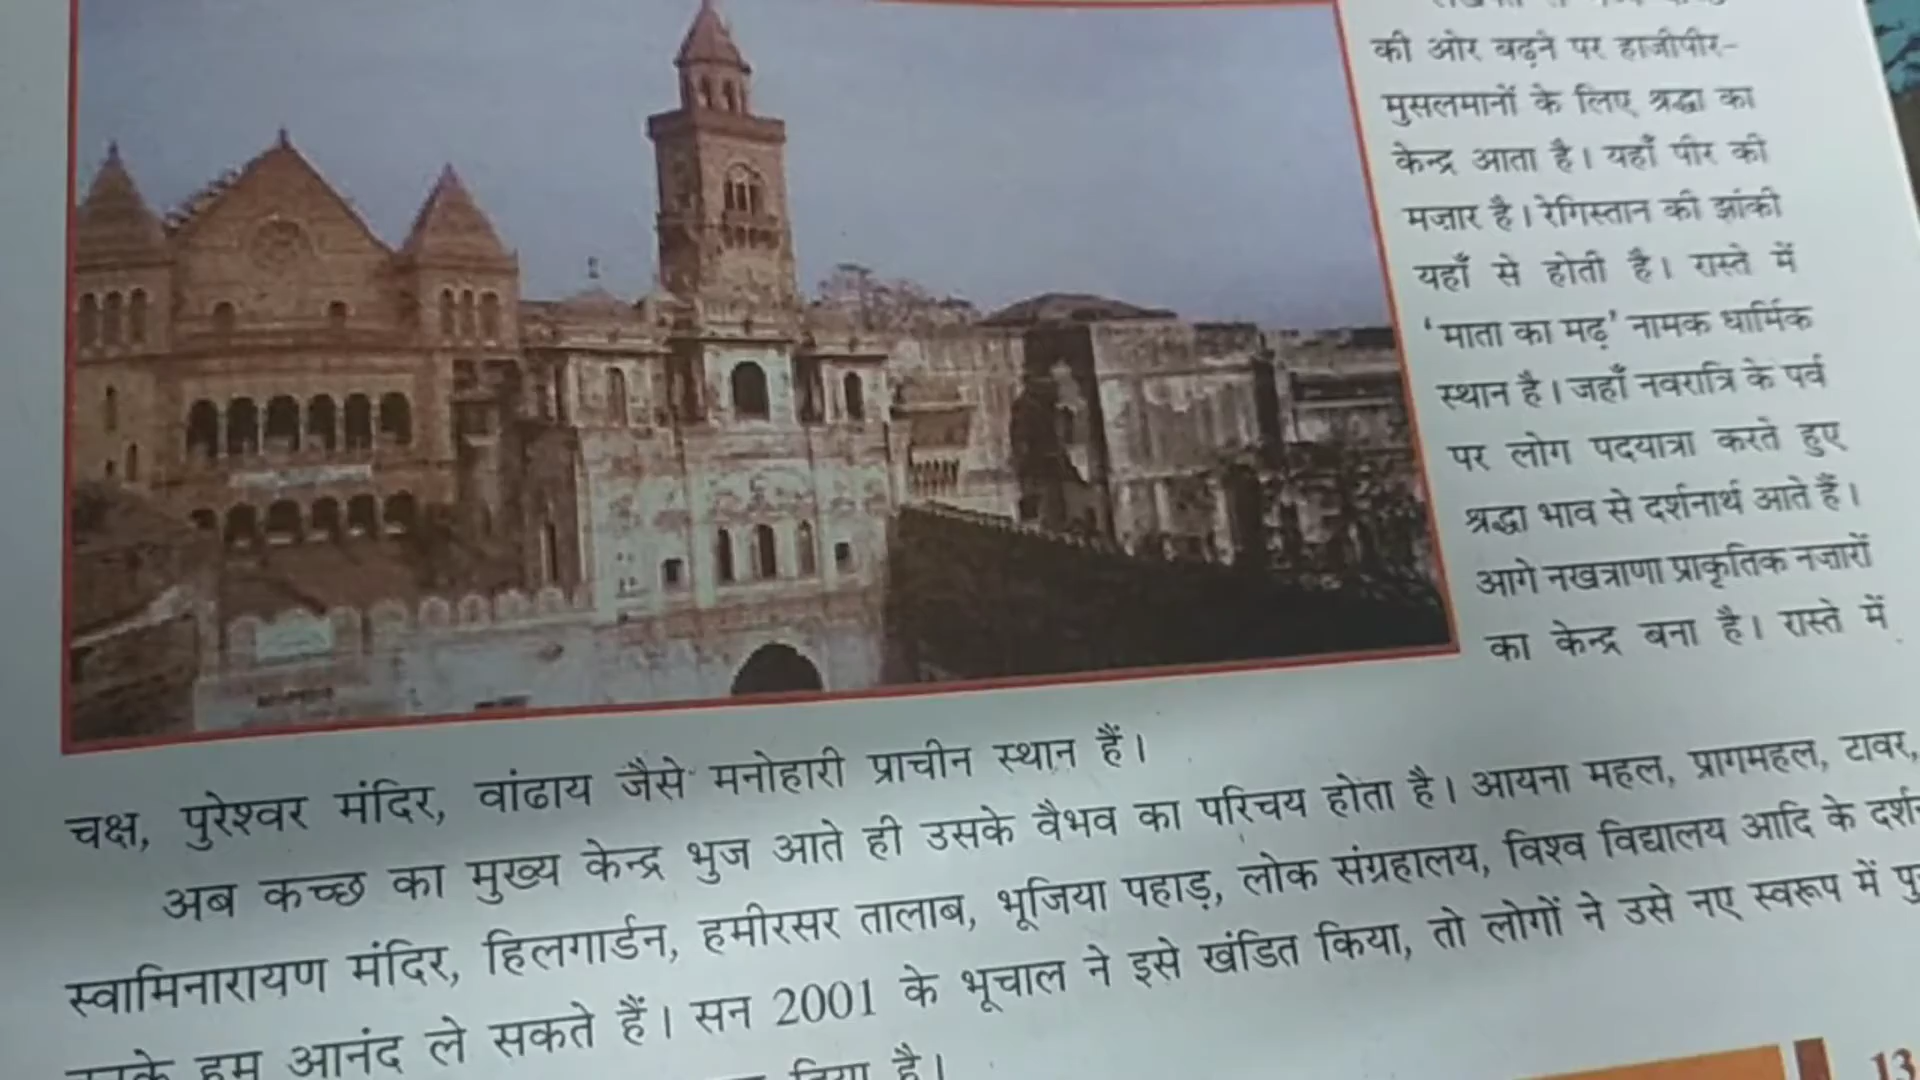 की ओर बढ़ने पर हाजीपीर-
मुसलमानों के लिए श्रद्धा का
केन्द्र आता है। यहाँ पीर की
मज़ार है। रेगिस्तान की झांकी
यहाँ से होती है। रास्ते में
‘माता का मढ़’ नामक धार्मिक
स्थान है। जहाँ नवरात्रि के पर्व
पर लोग पदयात्रा करते हुए
श्रद्धा भाव से दर्शनार्थ आते हैं।
आगे नखत्राणा प्राकृतिक नज़ारों
का केन्द्र बना है। रास्ते में
चक्ष, पुरेश्वर मंदिर, वांढाय जैसे मनोहारी प्राचीन स्थान हैं।
अब कच्छ का मुख्य केन्द्र भुज आते ही उसके वैभव का परिचय होता है। आयना महल, प्रागमहल, टावर,
स्वामिनारायण मंदिर, हिलगार्डन, हमीरसर तालाब, भूजिया पहाड़, लोक संग्रहालय, विश्व विद्यालय आदि के
हम आनंद ले सकते हैं। सन 2001 के भूचाल ने इसे खंडित किया, तो लोगों ने उसे नए स्वरूप में
है।
13